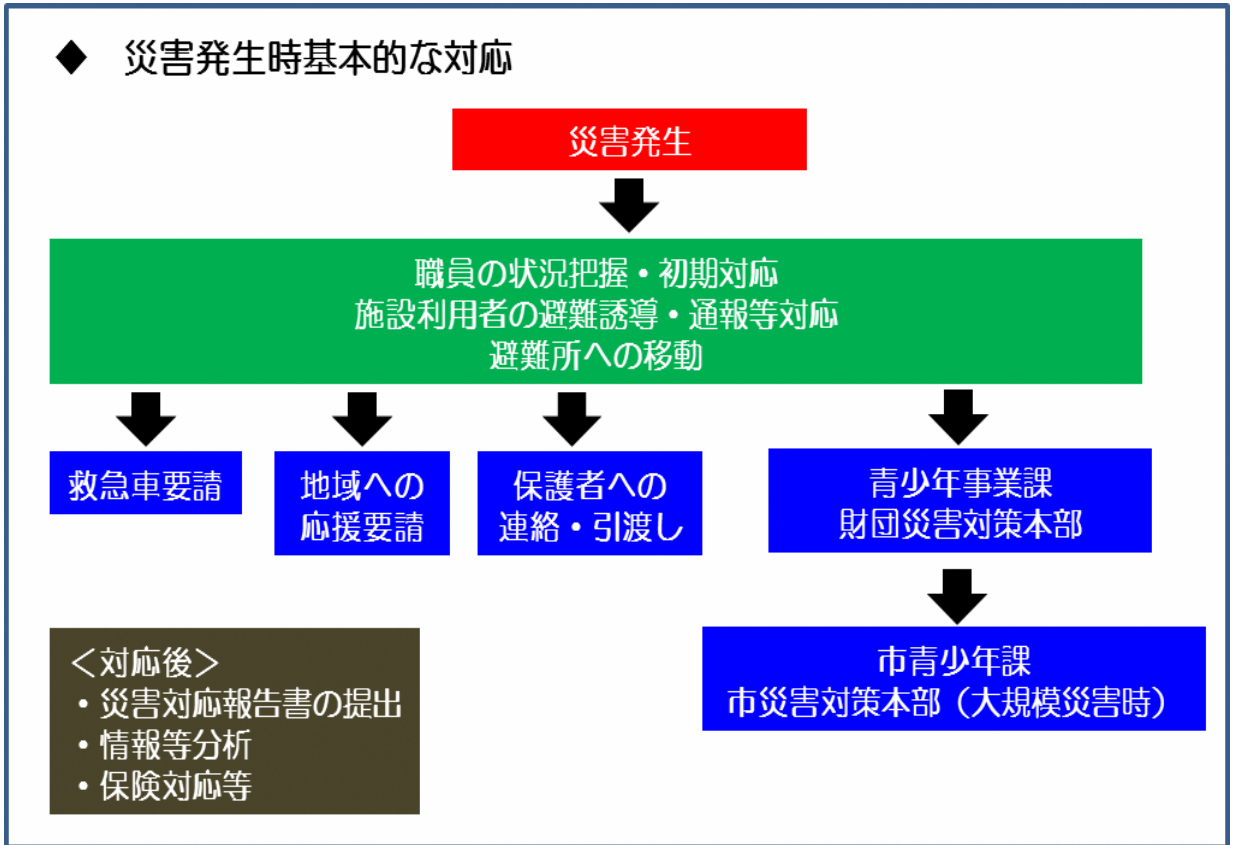 ◆ 災害発生時基本的な対応
災害発生
職員の状況把握・初期対応
施設利用者の避難誘導・通報等対応
避難所への移動
救急車要請
地域への
応援要請
保護者への
連絡・引渡し
青少年事業課
財団災害対策本部
市青少年課
市災害対策本部（大規模災害時）
＜対応後＞
・災害対応報告書の提出
・情報等分析
・保険対応等